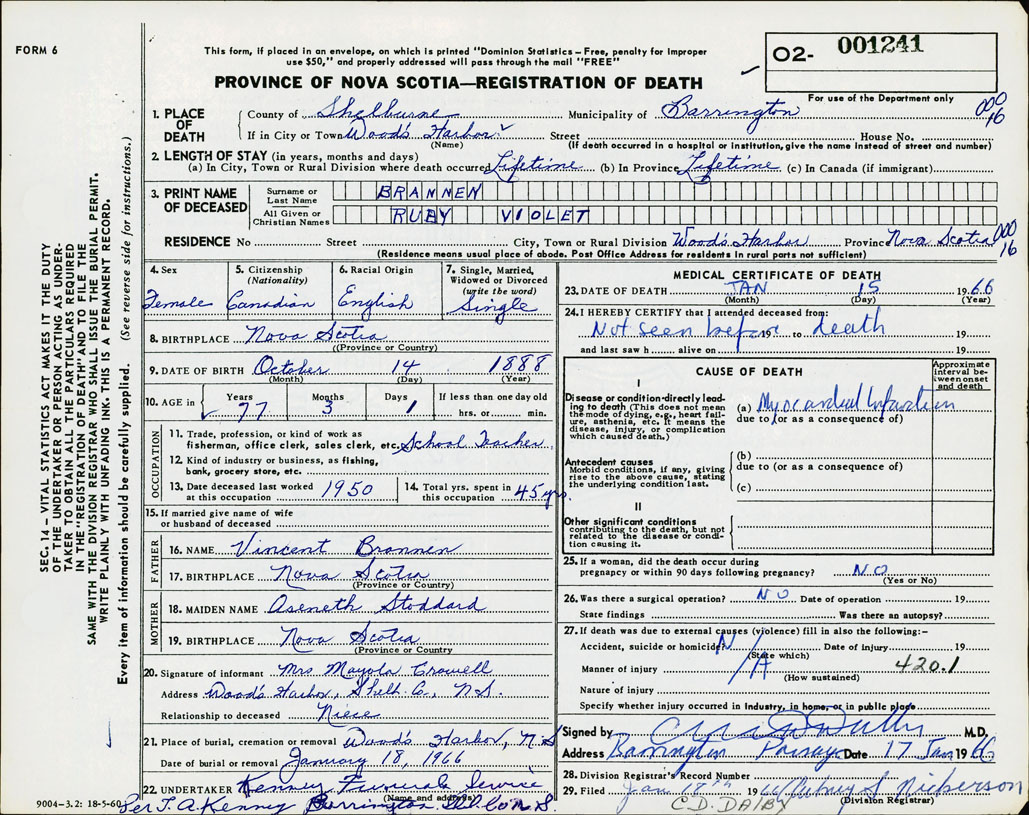 FORM 6
This form, if placed in an envelope, on which is printed "Dominion Statistics – Free, penalty for improper
use $50," and properly addressed will pass through the mail "FREE"
PROVINCE OF NOVA SCOTIA—REGISTRATION OF DEATH
02- 001241
For use of the Department only
000
16
SEC. 14 – VITAL STATISTICS ACT MAKES IT THE DUTY
OF THE UNDERTAKER OR PERSON ACTING AS UNDER-
TAKER TO OBTAIN ALL THE PARTICULARS REQUIRED
IN THE "REGISTRATION OF DEATH" AND TO FILE THE
SAME WITH THE DIVISION REGISTRAR WHO SHALL ISSUE THE BURIAL PERMIT.
WRITE PLAINLY WITH UNFADING INK. THIS IS A PERMANENT RECORD.
Every item of information should be carefully supplied. (See reverse side for instructions.)
1. PLACE OF DEATH
County of Shelburne Municipality of Barrington
If in City or Town Wood's Harbor Street House No.
(Name) (If death occurred in a hospital or institution, give the name instead of street and number)
2. LENGTH OF STAY (in years, months and days)
(a) In City, Town or Rural Division where death occurred Lifetime (b) In Province Lifetime (c) In Canada (if immigrant)
3. PRINT NAME OF DECEASED
Surname or Last Name BRANNEN
All Given or Christian Names RUBY VIOLET
RESIDENCE No Street City, Town or Rural Division Wood's Harbor Province Nova Scotia 000
16
(Residence means usual place of abode. Post Office Address for residents in rural parts not sufficient)
4. Sex
Female
5. Citizenship
(Nationality)
Canadian
6. Racial Origin
English
7. Single, Married,
Widowed or Divorced
(write the word)
Single
8. BIRTHPLACE Nova Scotia
((Province or Country)
9. DATE OF BIRTH October 14 1888
(Month) (Day) (Year)
10. AGE in Years Months Days If less than one day old
77 3 1 hrs. or min.
OCCUPATION
11. Trade, profession, or kind of work as
fisherman, office clerk, sales clerk, etc. School Teacher
12. Kind of industry or business, as fishing,
bank, grocery store, etc.
13. Date deceased last worked
at this occupation 1950
14. Total yrs. spent in
this occupation 45 yrs.
15. If married give name of wife
or husband of deceased
FATHER
16. NAME Vincent Brannen
17. BIRTHPLACE Nova Scotia
(Province or Country)
MOTHER
18. MAIDEN NAME Aseneth Stoddard
19. BIRTHPLACE Nova Scotia
(Province or Country
20. Signature of informant Mrs Mayola Crowell
Address Wood's Harbor, Shelb. Co., N.S.
Relationship to deceased Niece
21. Place of burial, cremation or removal Wood's Harbor, N.S
Date of burial or removal January 18, 1966
22. UNDERTAKER Kenney Funeral Service
(Name and address)
Per J. A. Kenney Barrington, N.S.
9004-3.2: 18-5-60
MEDICAL CERTIFICATE OF DEATH
23. DATE OF DEATH JAN 15 1966
(Month) (Day) (Year)
24. I HEREBY CERTIFY that I attended deceased from:
Not seen before 19 to death 19
and last saw h alive on 19
CAUSE OF DEATH
Approximate
interval be-
tween onset
and death
I
Disease or condition-directly lead-
ing to death (This does not mean
the mode of dying, e.g., heart fail-
ure, asthenia, etc. It means the
disease, injury, or complication
which caused death.)
(a) Myocardial Infarction
due to (or as a consequence of)
Antecedent causes
Morbid conditions, if any, giving
rise to the above cause, stating
the underlying condition last.
(b)
due to (or as a consequence of)
(c)
II
Other significant conditions
contributing to the death, but not
related to the disease or condi-
tion causing it.
25. If a woman, did the death occur during
pregnancy or within 90 days following pregnancy? NO
(Yes or No)
26. Was there a surgical operation? NO Date of operation 19
State findings Was there an autopsy?
27. If death was due to external causes (violence) fill in also the following:–
Accident, suicide or homicide? N/A Date of injury 19
(State which)
Manner of injury 420.1
(How sustained)
Nature of injury
Specify whether injury occurred in Industry, in home, or in public place
Signed by M.D.
Address Barrington Passage Date 17 Jan 1966
28. Division Registrar's Record Number
29. Filed Jan 18th 1966 Nickerson
(Division Registrar)
C.D. DALBY